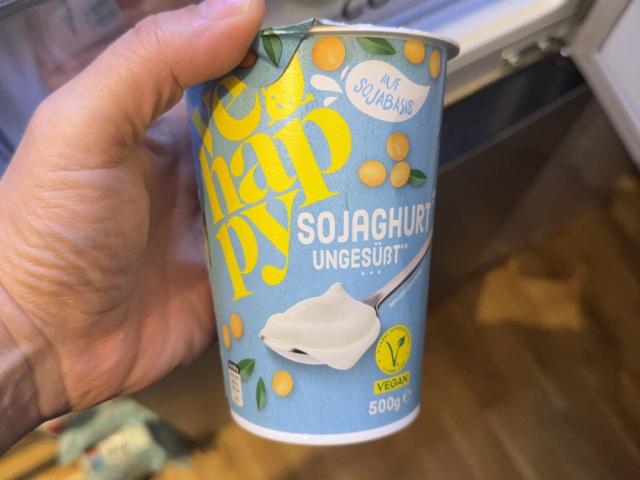 ve
hap
py
AUF
SOJABASIS
SOJAGHURT
UNGESÜßT
VEGAN
500g e